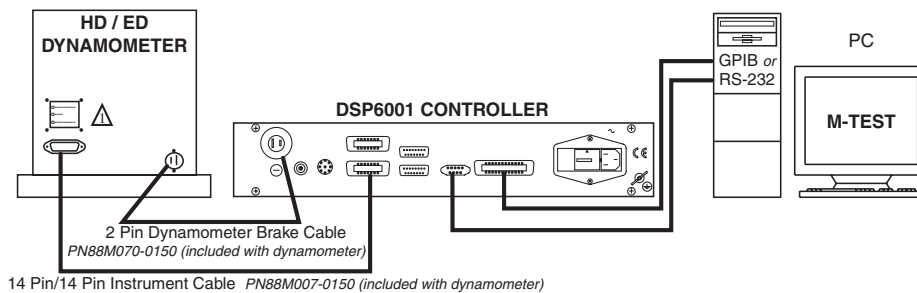 HD / ED
DYNAMOMETER
GPIB or
RS-232
PC
M-TEST
DSP6001 CONTROLLER
2 Pin Dynamometer Brake Cable
PN88M070-0150 (included with dynamometer)
14 Pin/14 Pin Instrument Cable PN88M007-0150 (included with dynamometer)